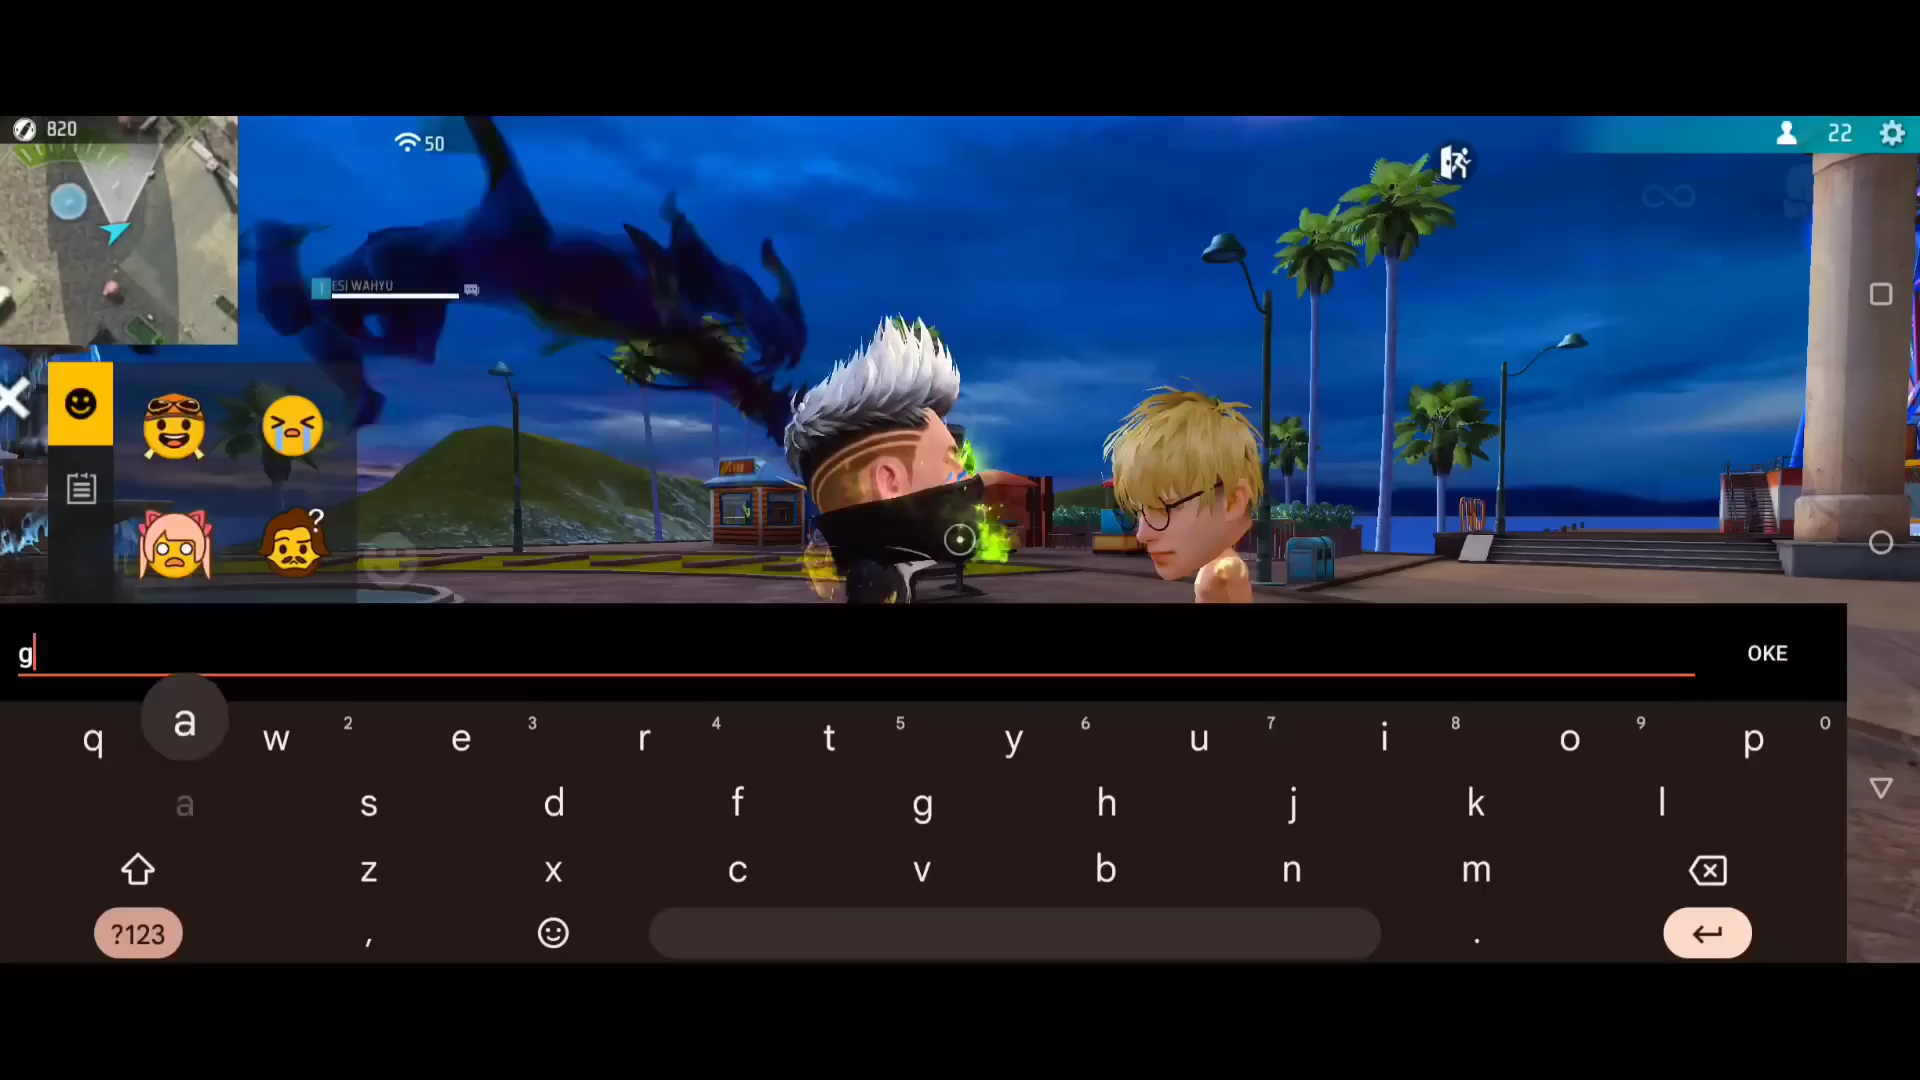 820
50
22
ESI WAHYU
?
g
OKE
a
q w 2 e 3 r 4 t 5 y 6 u 7 i 8 o 9 p 0
a s d f g h j k l
z x c v b n m
?123 , .